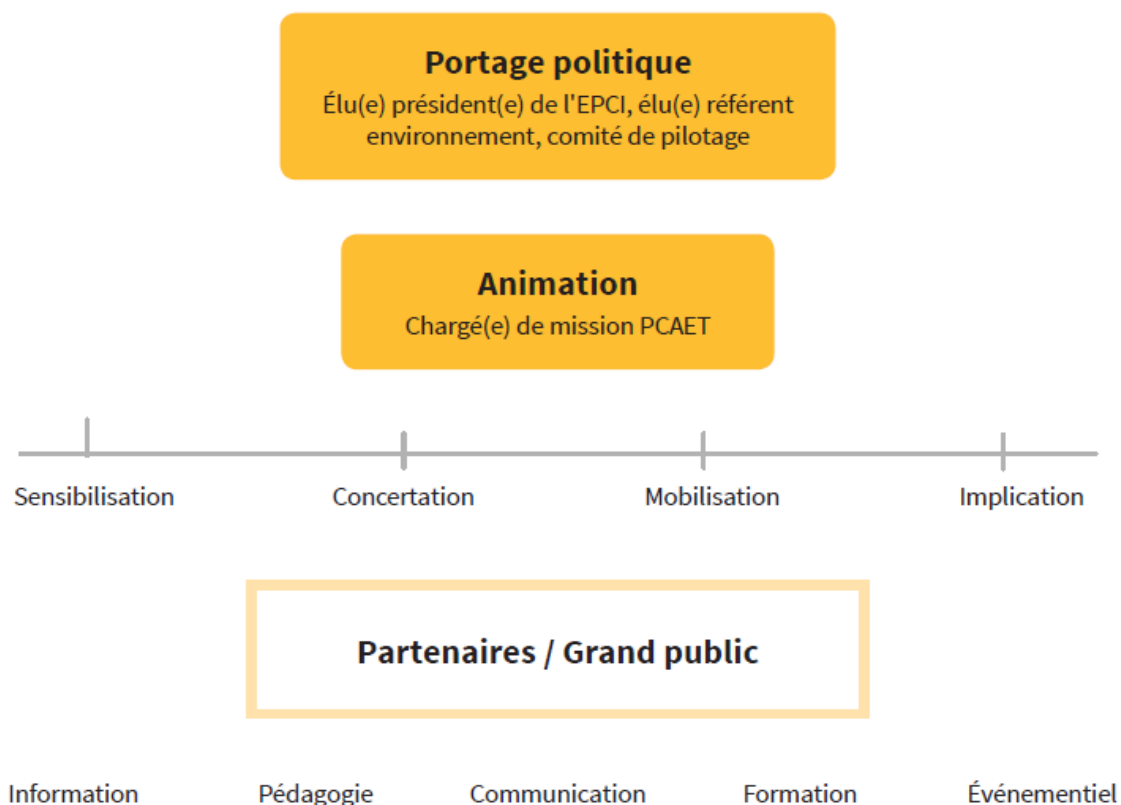 Portage politique
Élu(e) président(e) de l'EPCI, élu(e) référent
environnement, comité de pilotage
Animation
Chargé(e) de mission PCAET
Sensibilisation Concertation Mobilisation Implication
Partenaires / Grand public
Information Pédagogie Communication Formation Événementiel